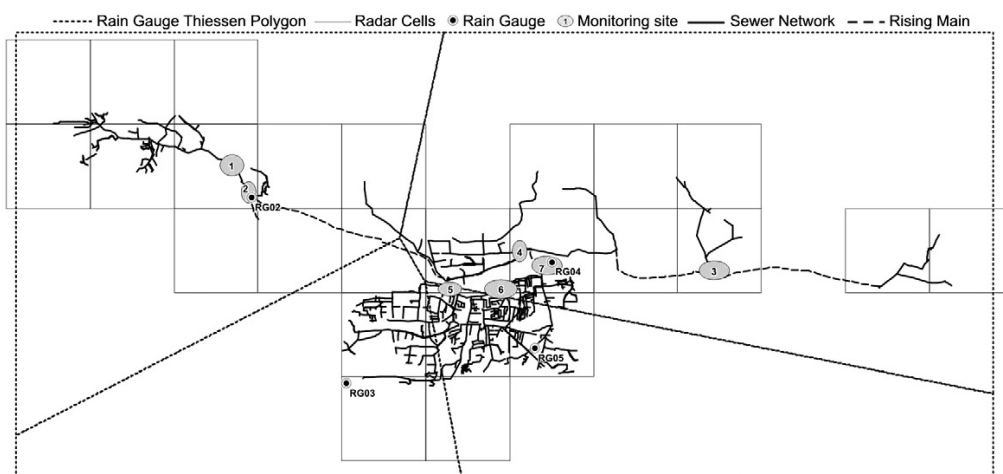 Rain Gauge Thiessen Polygon Radar Cells Rain Gauge 1 Monitoring site Sewer Network Rising Main
1
2
RG02
4
7
RG04
3
5
6
RG05
RG03